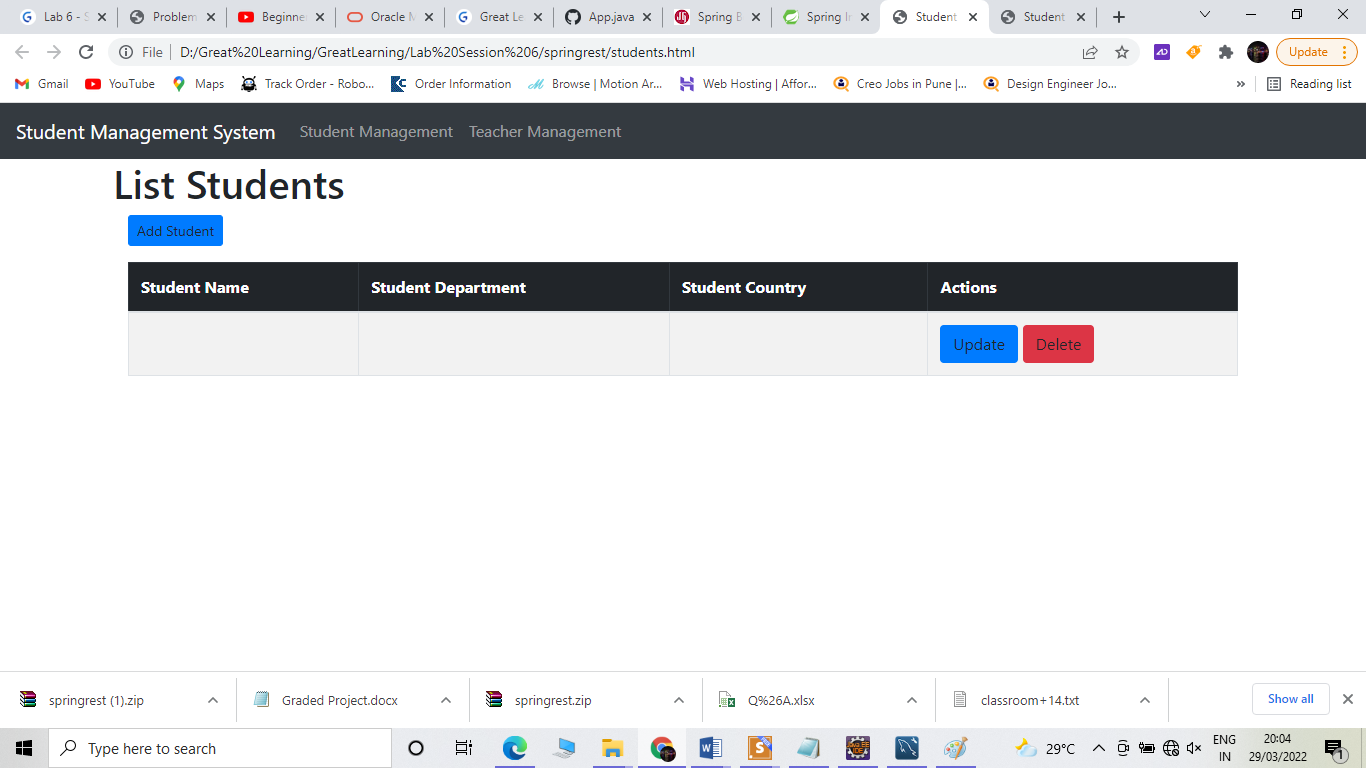 Lab 6 - S
Problem
Beginne
Oracle M
Great Le
App.java
Spring B
Spring In
Student
Student
File
D:/Great%20Learning/GreatLearning/Lab%20Session%206/springrest/students.html
Update
Gmail
YouTube
Maps
Track Order - Robo...
Order Information
Browse | Motion Ar...
Web Hosting | Affor...
Creo Jobs in Pune |...
Design Engineer Jo...
»
Reading list
Student Management System Student Management Teacher Management
List Students
Add Student
Student Name Student Department Student Country Actions
Update Delete
springrest (1).zip
Graded Project.docx
springrest.zip
Q%26A.xlsx
classroom+14.txt
Show all
Type here to search
29°C
ENG
IN
20:04
29/03/2022
1